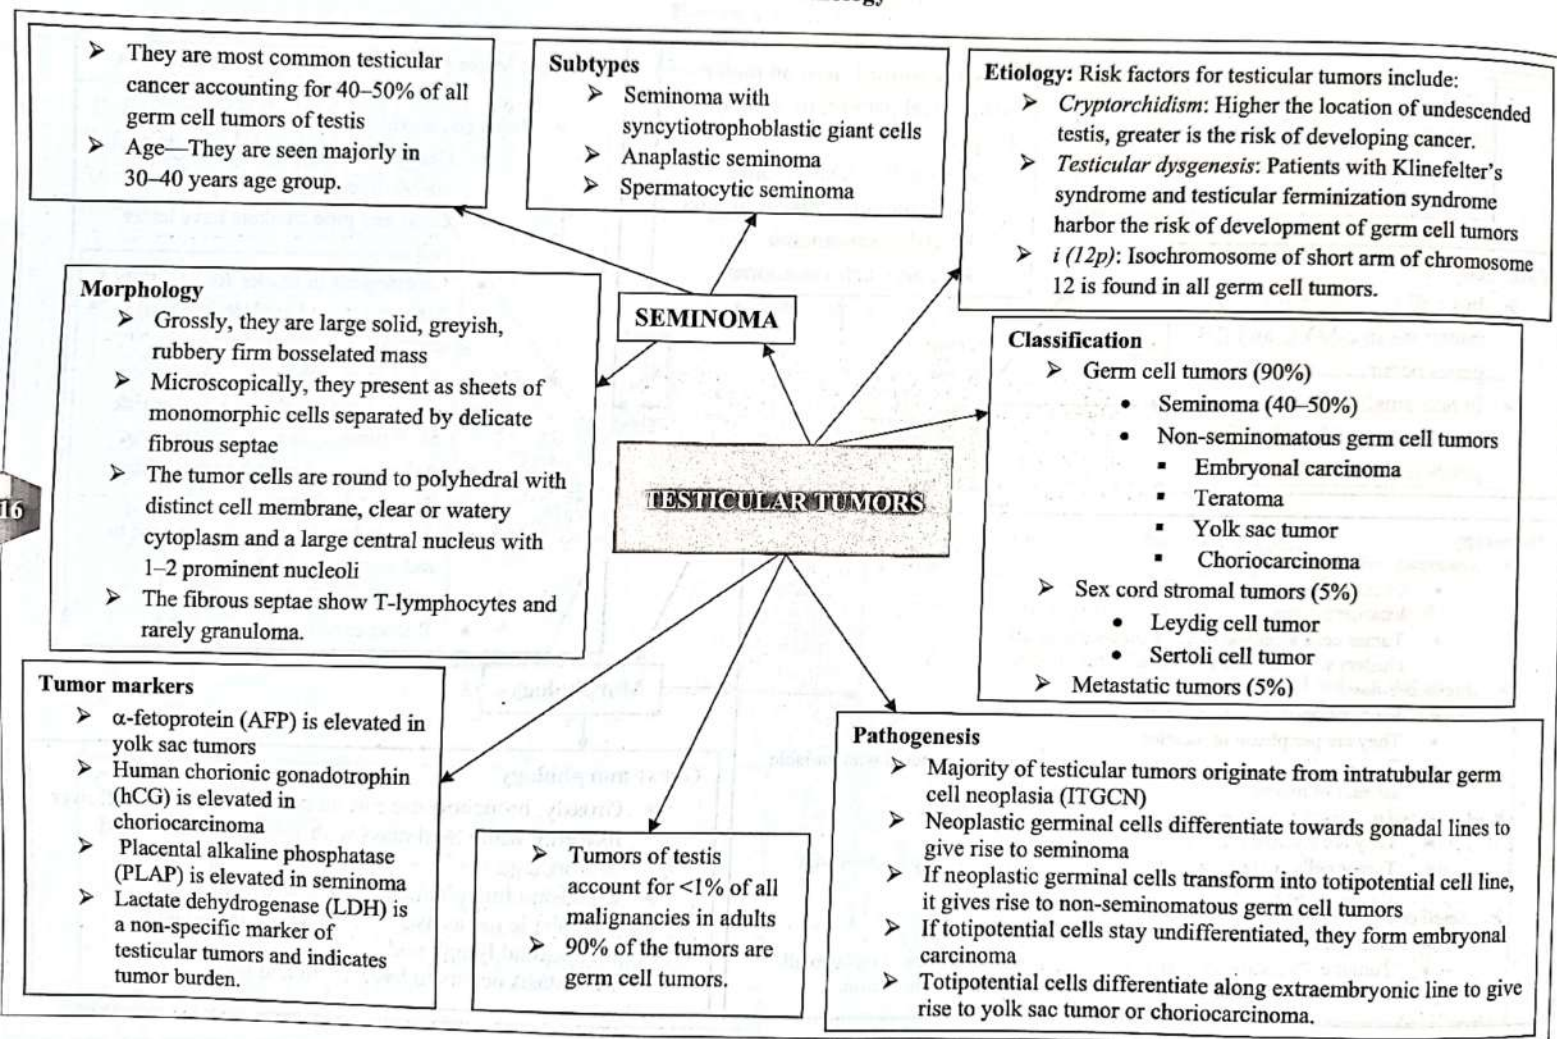 ➤ They are most common testicular
cancer accounting for 40–50% of all
germ cell tumors of testis
➤ Age—They are seen majorly in
30–40 years age group.
Subtypes
➤ Seminoma with
syncytiotrophoblastic giant cells
➤ Anaplastic seminoma
➤ Spermatocytic seminoma
Etiology: Risk factors for testicular tumors include:
➤ Cryptorchidism: Higher the location of undescended
testis, greater is the risk of developing cancer.
➤ Testicular dysgenesis: Patients with Klinefelter's
syndrome and testicular ferminization syndrome
harbor the risk of development of germ cell tumors
➤ i (12p): Isochromosome of short arm of chromosome
12 is found in all germ cell tumors.
SEMINOMA
Morphology
➤ Grossly, they are large solid, greyish,
rubbery firm bosselated mass
➤ Microscopically, they present as sheets of
monomorphic cells separated by delicate
fibrous septae
➤ The tumor cells are round to polyhedral with
distinct cell membrane, clear or watery
cytoplasm and a large central nucleus with
1–2 prominent nucleoli
➤ The fibrous septae show T-lymphocytes and
rarely granuloma.
Classification
➤ Germ cell tumors (90%)
• Seminoma (40–50%)
• Non-seminomatous germ cell tumors
▪ Embryonal carcinoma
▪ Teratoma
▪ Yolk sac tumor
▪ Choriocarcinoma
➤ Sex cord stromal tumors (5%)
• Leydig cell tumor
• Sertoli cell tumor
➤ Metastatic tumors (5%)
TESTICULAR TUMORS
16
Tumor markers
➤ α-fetoprotein (AFP) is elevated in
yolk sac tumors
➤ Human chorionic gonadotrophin
(hCG) is elevated in
choriocarcinoma
➤ Placental alkaline phosphatase
(PLAP) is elevated in seminoma
➤ Lactate dehydrogenase (LDH) is
a non-specific marker of
testicular tumors and indicates
tumor burden.
➤ Tumors of testis
account for <1% of all
malignancies in adults
➤ 90% of the tumors are
germ cell tumors.
Pathogenesis
➤ Majority of testicular tumors originate from intratubular germ
cell neoplasia (ITGCN)
➤ Neoplastic germinal cells differentiate towards gonadal lines to
give rise to seminoma
➤ If neoplastic germinal cells transform into totipotential cell line,
it gives rise to non-seminomatous germ cell tumors
➤ If totipotential cells stay undifferentiated, they form embryonal
carcinoma
➤ Totipotential cells differentiate along extraembryonic line to give
rise to yolk sac tumor or choriocarcinoma.